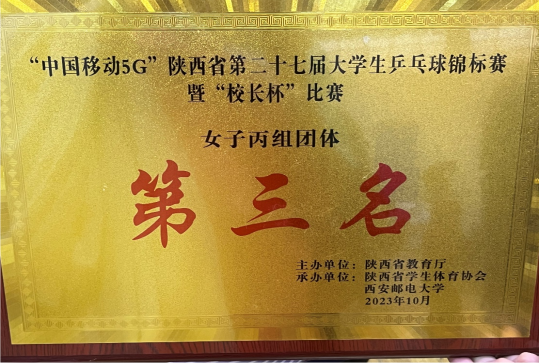 “中国移动5G”陕西省第二十七届大学生乒乓球锦标赛
暨“校长杯”比赛
女子丙组团体
第三名
主办单位：陕西省教育厅
承办单位：陕西省学生体育协会
西安邮电大学
2023年10月